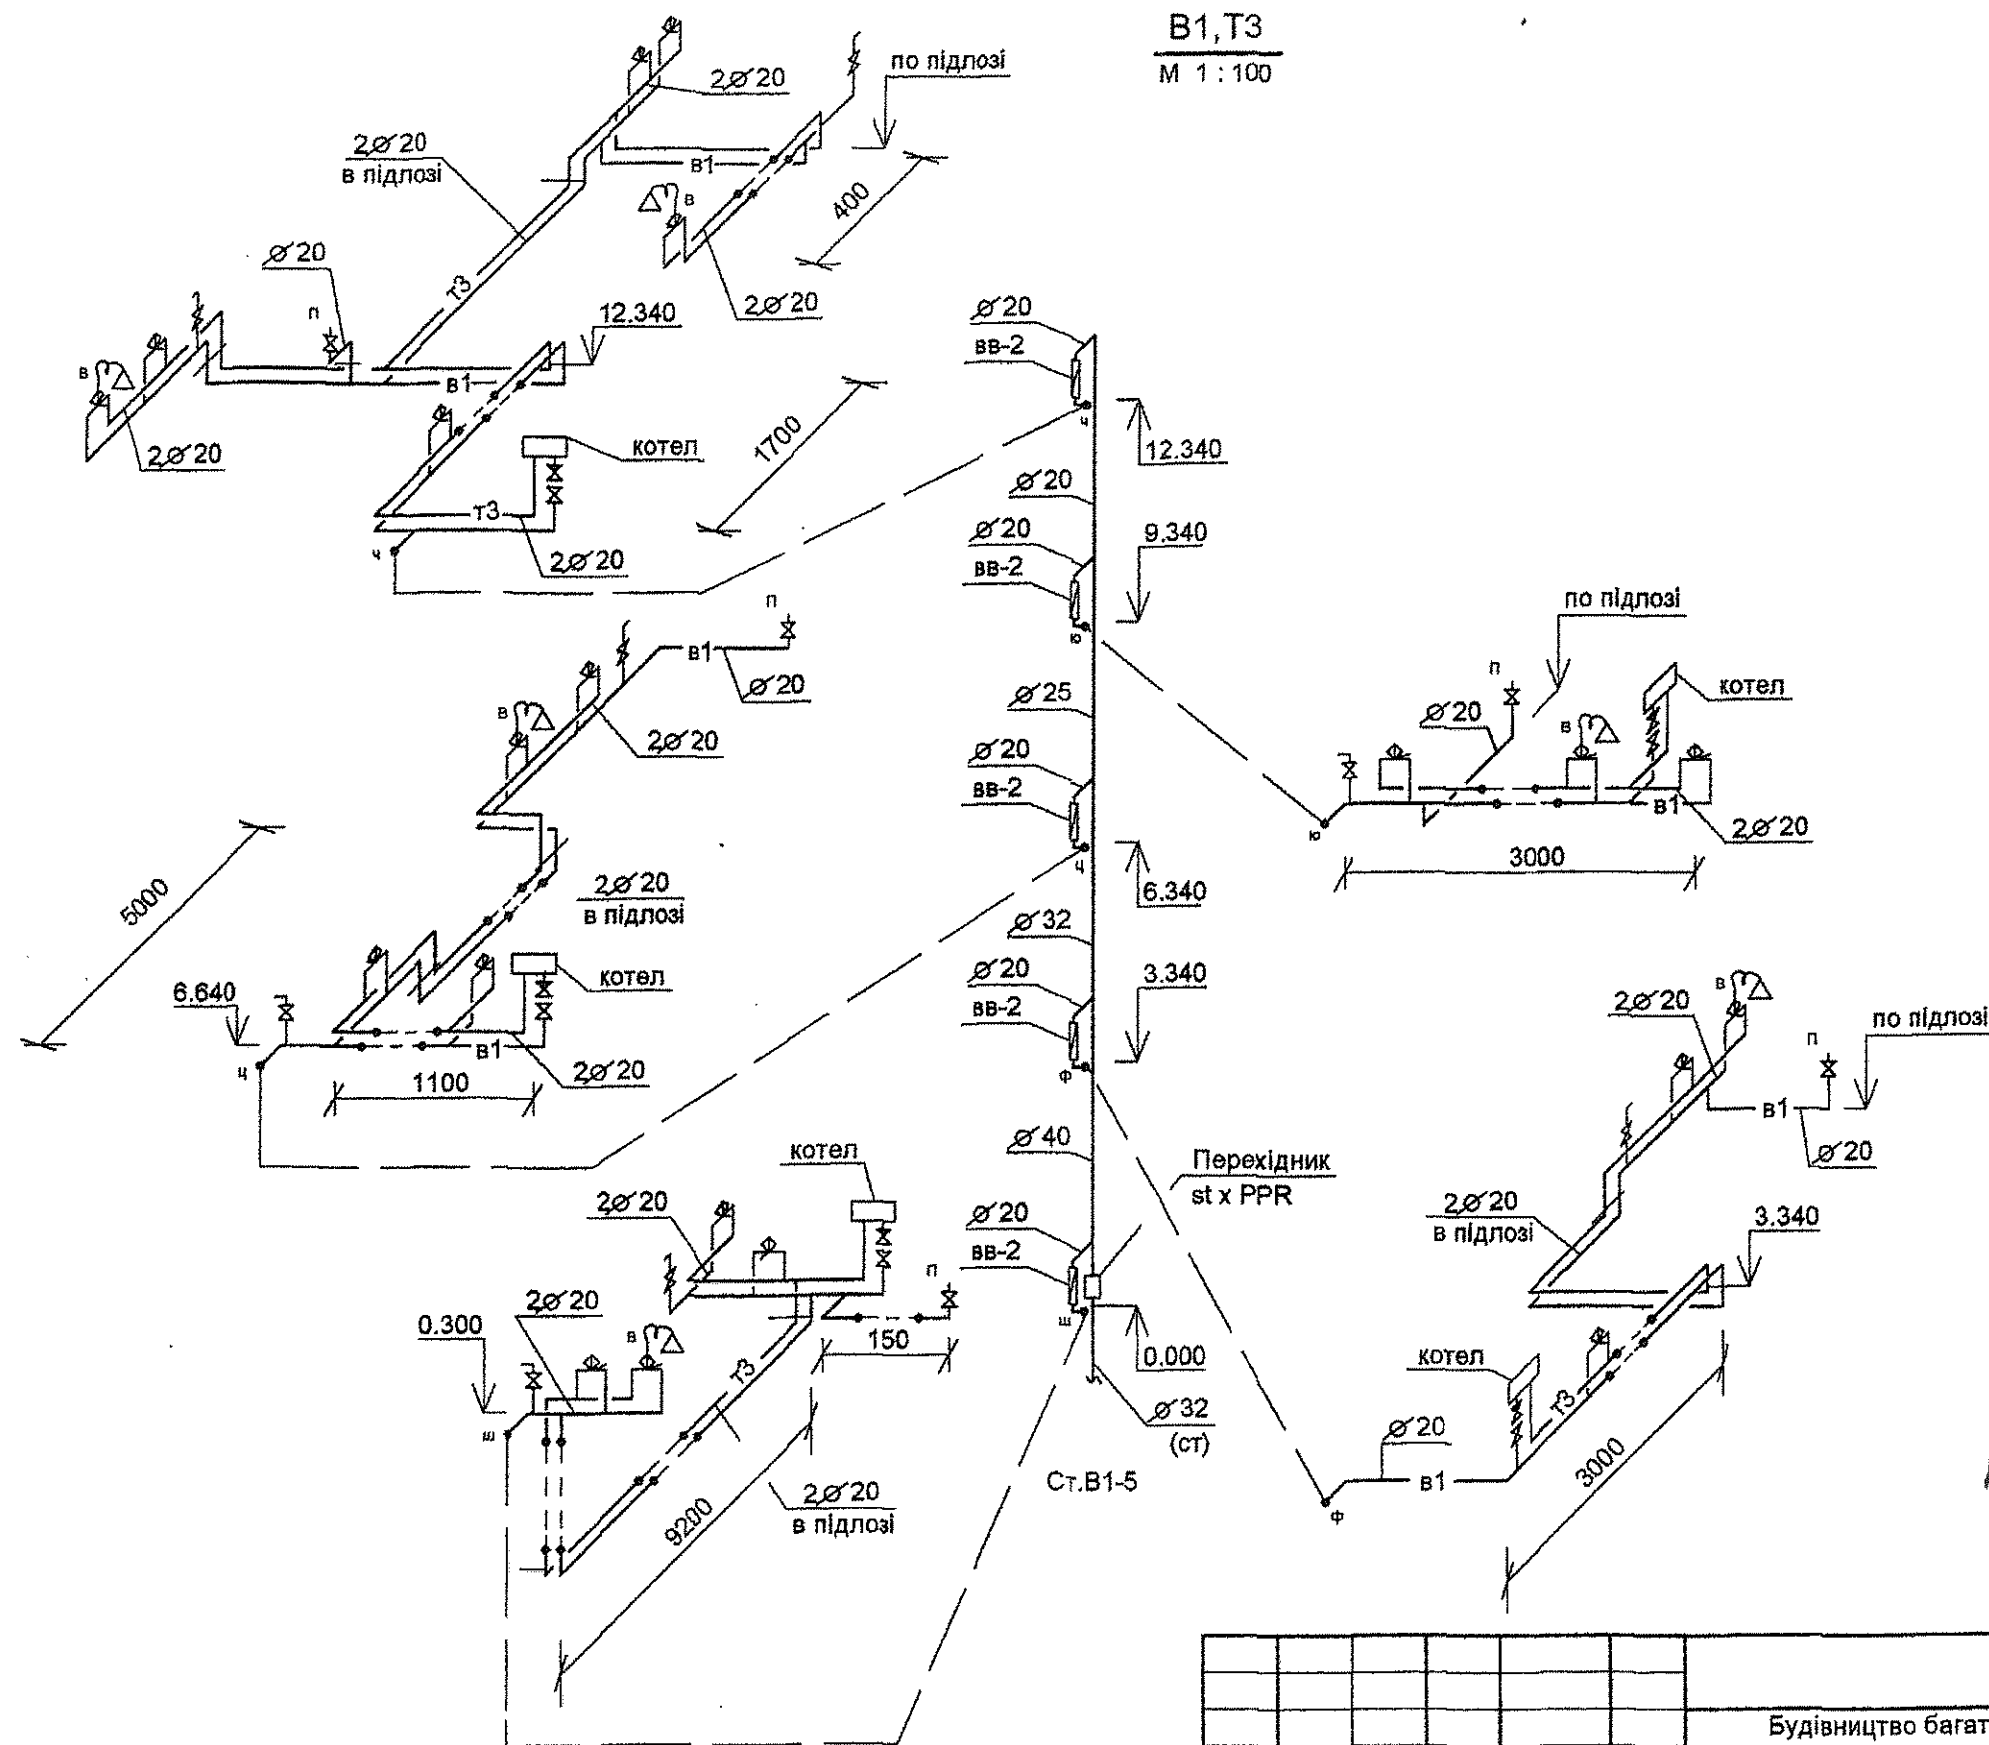 В1,Т3
М 1 : 100
2⌀20
по підлозі
2⌀20
в підлозі
в1
в
400
⌀20
т3
2⌀20
п
12.340
в
в1
2⌀20
котел
1700
т3
ч
2⌀20
⌀20
вв-2
ч
12.340
⌀20
⌀20
9.340
вв-2
ю
⌀25
⌀20
вв-2
ч
6.340
⌀32
⌀20
3.340
вв-2
ф
⌀40
Перехідник
st x PPR
⌀20
вв-2
ш
0.000
⌀32
(ст)
Ст.В1-5
п
в1
⌀20
в
2⌀20
5000
2⌀20
в підлозі
котел
6.640
в1
ц
1100
2⌀20
по підлозі
п
котел
⌀20
в
в1
ю
2⌀20
3000
котел
2⌀20
п
2⌀20
0.300
в
150
т3
ш
9200
2⌀20
в підлозі
в
2⌀20
по підлозі
п
в1
⌀20
2⌀20
в підлозі
3.340
котел
т3
⌀20
3000
в1
ф
Будівництво багат